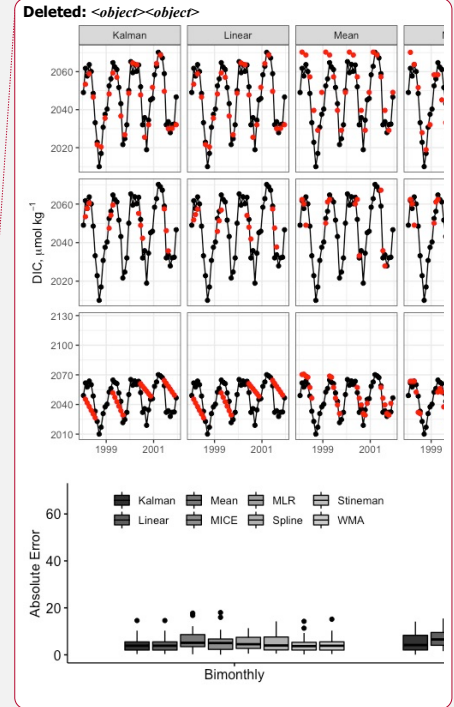 Deleted: <object><object>
Kalman Linear Mean
2060
2040
2020
2060
2040
2020
DIC, μmol kg⁻¹
2130
2100
2070
2040
2010
1999 2001 1999 2001 1999 2001 1999
Kalman Mean MLR Stineman
Linear MICE Spline WMA
60
40
20
0
Absolute Error
Bimonthly